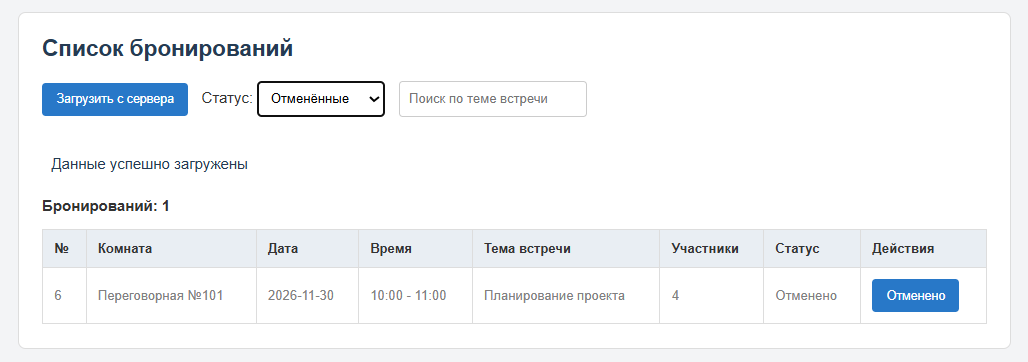 Список бронирований
Загрузить с сервера Статус: Отменённые Поиск по теме встречи
Данные успешно загружены
Бронирований: 1
№ Комната Дата Время Тема встречи Участники Статус Действия
6 Переговорная №101 2026-11-30 10:00 - 11:00 Планирование проекта 4 Отменено Отменено